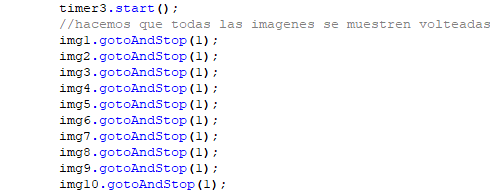 timer3.start();
//hacemos que todas las imagenes se muestren volteadas
img1.gotoAndStop(1);
img2.gotoAndStop(1);
img3.gotoAndStop(1);
img4.gotoAndStop(1);
img5.gotoAndStop(1);
img6.gotoAndStop(1);
img7.gotoAndStop(1);
img8.gotoAndStop(1);
img9.gotoAndStop(1);
img10.gotoAndStop(1);